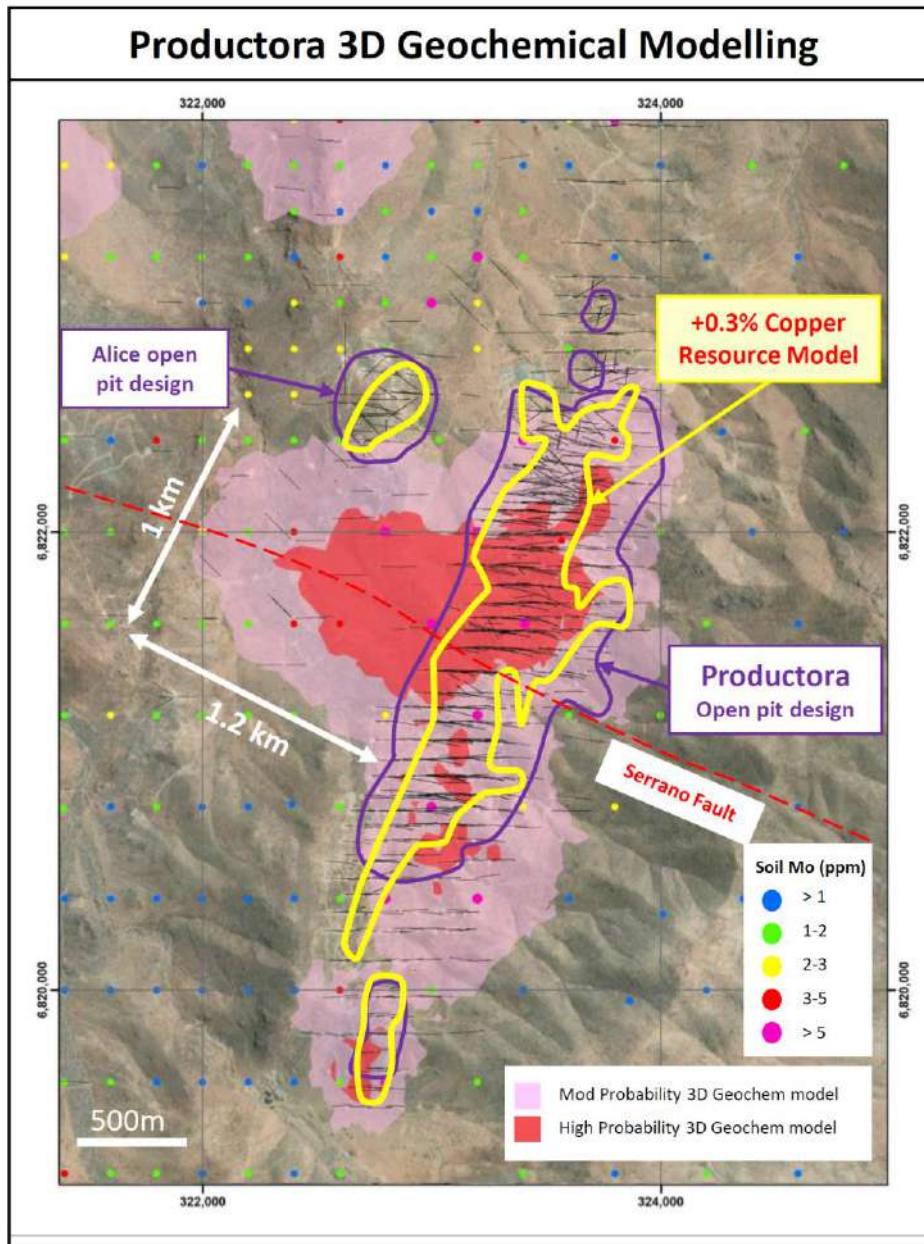 Productora 3D Geochemical Modelling
322,000
324,000
Alice open
pit design
+0.3% Copper
Resource Model
1 km
6,822,000
6,822,000
1.2 km
Productora
Open pit design
Serrano Fault
Soil Mo (ppm)
> 1
1-2
2-3
3-5
> 5
6,820,000
6,820,000
Mod Probability 3D Geochem model
High Probability 3D Geochem model
500m
322,000
324,000